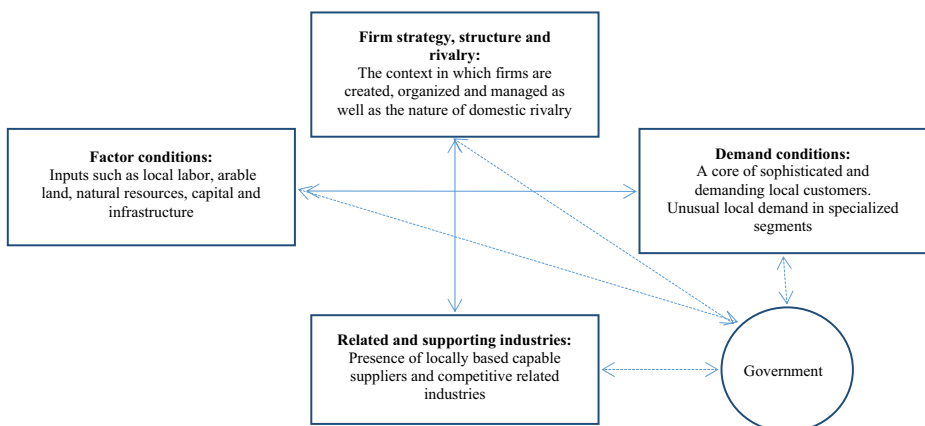 Firm strategy, structure and
rivalry:
The context in which firms are
created, organized and managed as
well as the nature of domestic rivalry
Factor conditions:
Inputs such as local labor, arable
land, natural resources, capital and
infrastructure
Demand conditions:
A core of sophisticated and
demanding local customers.
Unusual local demand in specialized
segments
Related and supporting industries:
Presence of locally based capable
suppliers and competitive related
industries
Government